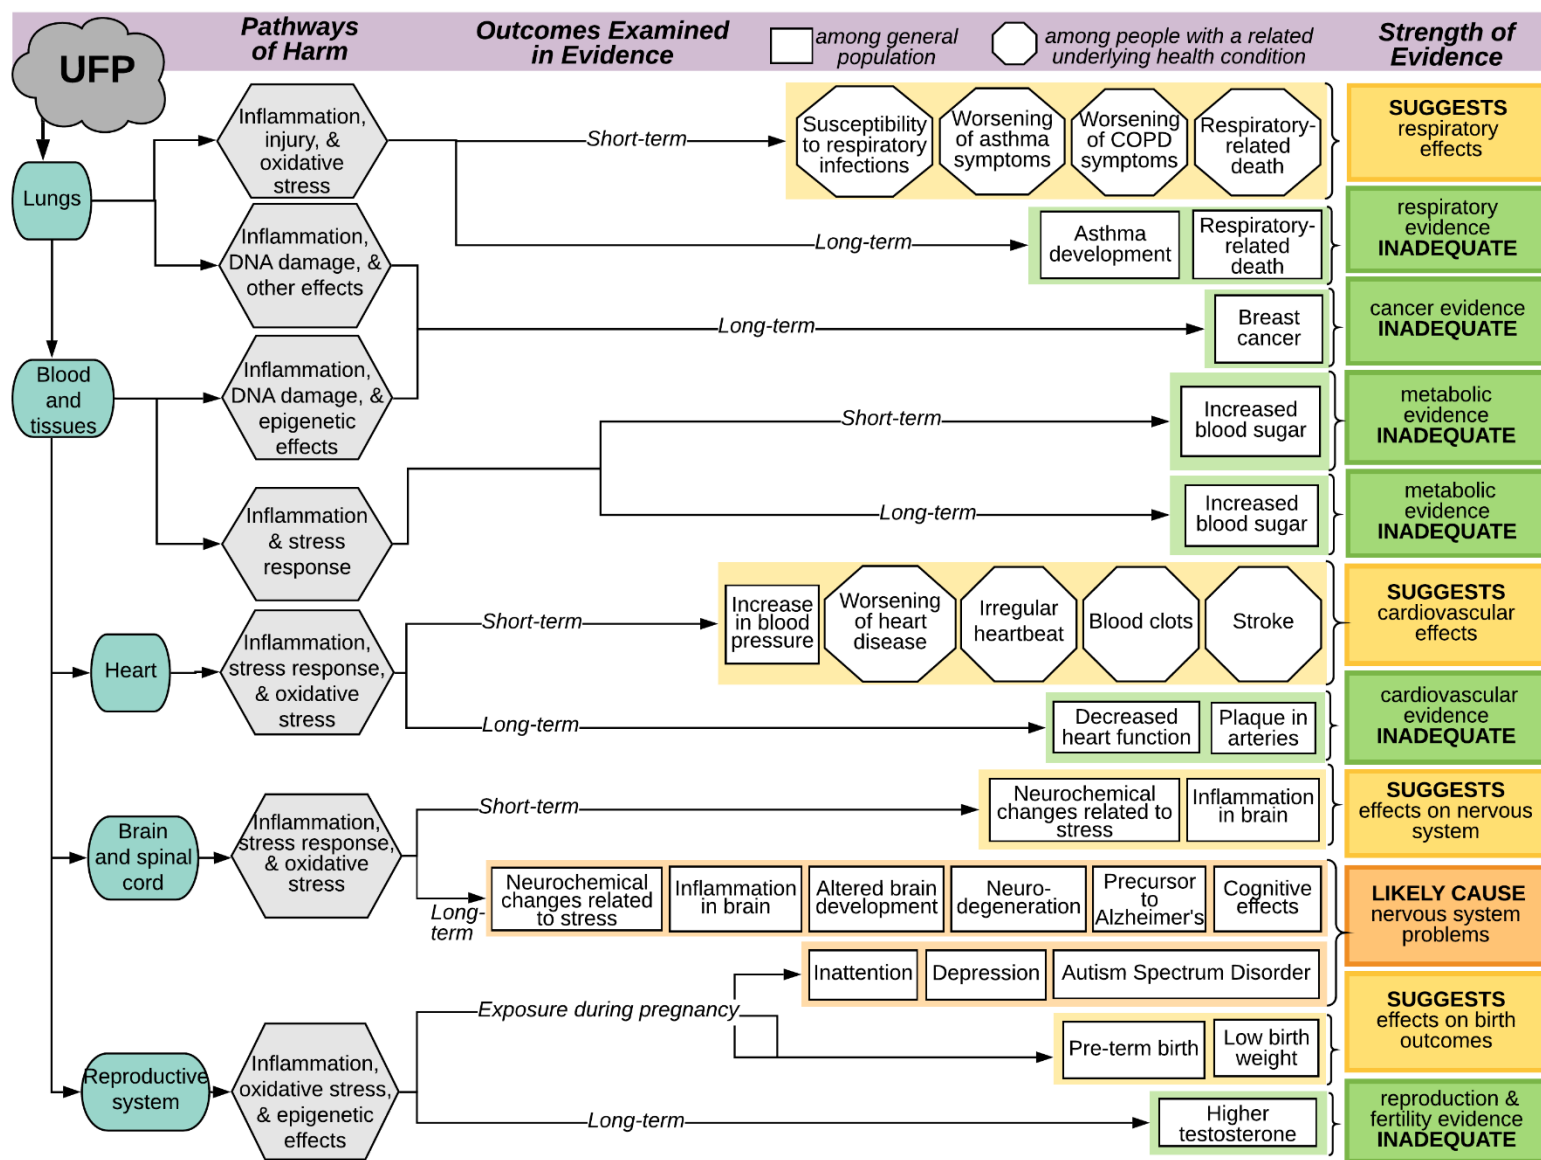 UFP
Pathways
of Harm
Outcomes Examined
in Evidence
among general
population
among people with a related
underlying health condition
Strength of
Evidence
Lungs
Inflammation,
injury, &
oxidative
stress
Short-term
Susceptibility
to respiratory
infections
Worsening
of asthma
symptoms
Worsening
of COPD
symptoms
Respiratory-
related
death
SUGGESTS
respiratory
effects
Long-term
Asthma
development
Respiratory-
related
death
respiratory
evidence
INADEQUATE
Inflammation,
DNA damage, &
other effects
Long-term
Breast
cancer
cancer evidence
INADEQUATE
Blood
and
tissues
Inflammation,
DNA damage, &
epigenetic
effects
Short-term
Increased
blood sugar
metabolic
evidence
INADEQUATE
Inflammation
& stress
response
Long-term
Increased
blood sugar
metabolic
evidence
INADEQUATE
Heart
Inflammation,
stress response,
& oxidative
stress
Short-term
Increase
in blood
pressure
Worsening
of heart
disease
Irregular
heartbeat
Blood clots
Stroke
SUGGESTS
cardiovascular
effects
Long-term
Decreased
heart function
Plaque in
arteries
cardiovascular
evidence
INADEQUATE
Brain
and spinal
cord
Inflammation,
stress response,
& oxidative
stress
Short-term
Neurochemical
changes related to
stress
Inflammation
in brain
SUGGESTS
effects on nervous
system
Long-
term
Neurochemical
changes related
to stress
Inflammation
in brain
Altered brain
development
Neuro-
degeneration
Precursor
to
Alzheimer's
Cognitive
effects
LIKELY CAUSE
nervous system
problems
Reproductive
system
Inflammation,
oxidative stress,
& epigenetic
effects
Exposure during pregnancy
Inattention
Depression
Autism Spectrum Disorder
Pre-term birth
Low birth
weight
SUGGESTS
effects on birth
outcomes
Long-term
Higher
testosterone
reproduction &
fertility evidence
INADEQUATE